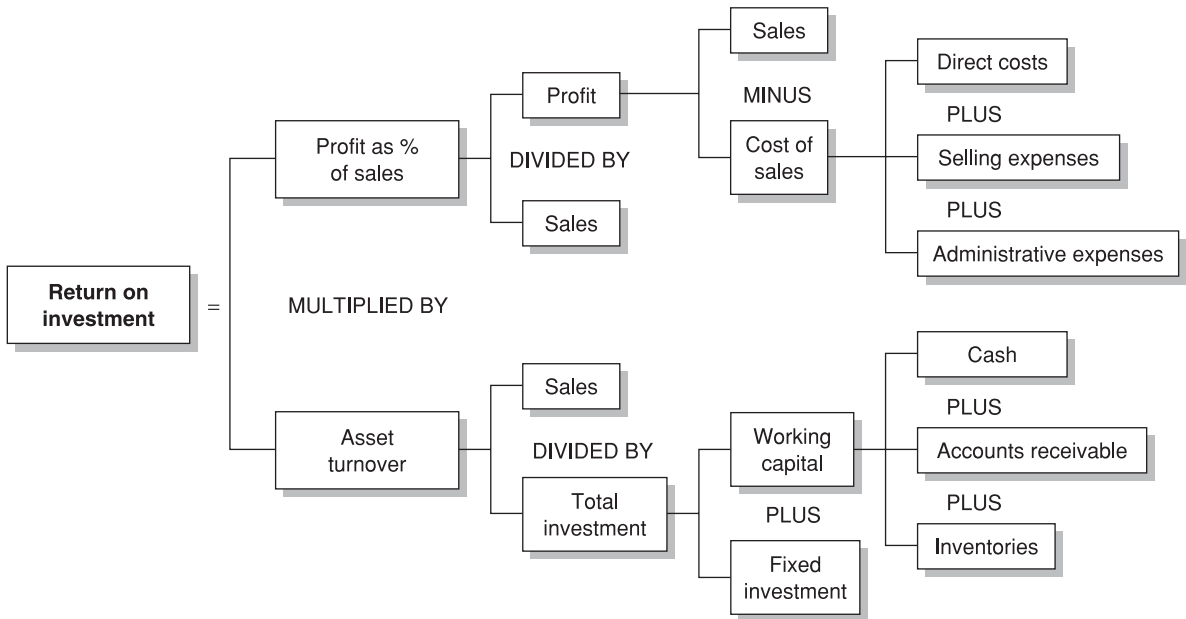 Return on
investment
=
Profit as %
of sales
MULTIPLIED BY
Asset
turnover
Profit
DIVIDED BY
Sales
Sales
DIVIDED BY
Total
investment
Sales
MINUS
Cost of
sales
Working
capital
PLUS
Fixed
investment
Direct costs
PLUS
Selling expenses
PLUS
Administrative expenses
Cash
PLUS
Accounts receivable
PLUS
Inventories